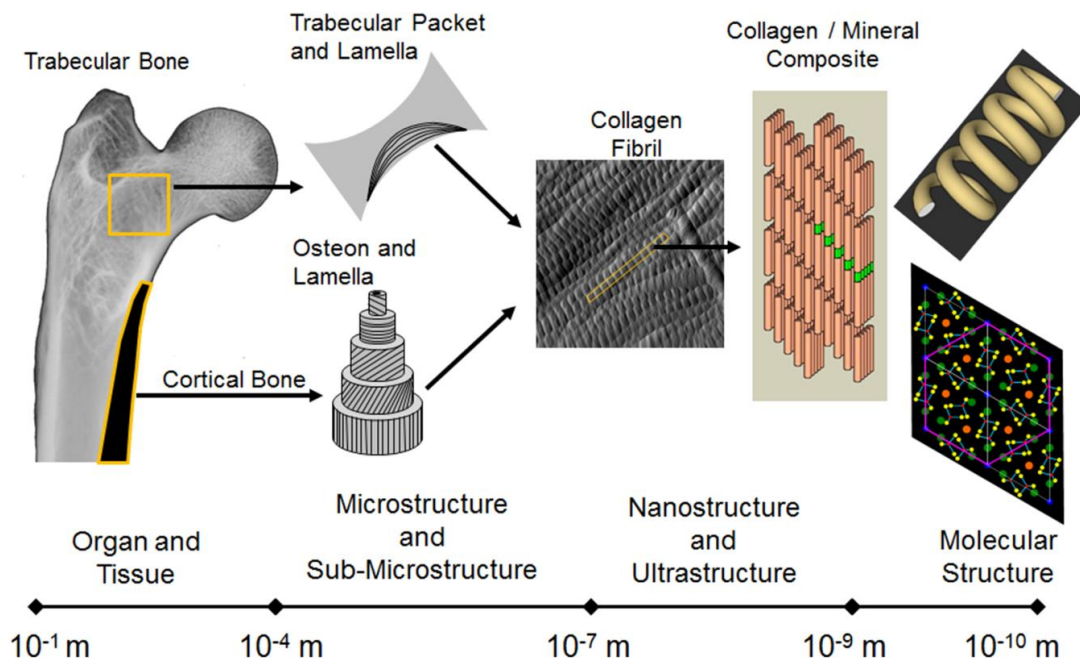 Trabecular Bone
Trabecular Packet
and Lamella
Collagen / Mineral
Composite
Collagen
Fibril
Osteon and
Lamella
Cortical Bone
Organ and
Tissue
Microstructure
and
Sub-Microstructure
Nanostructure
and
Ultrastructure
Molecular
Structure
10⁻¹ m
10⁻⁴ m
10⁻⁷ m
10⁻⁹ m
10⁻¹⁰ m